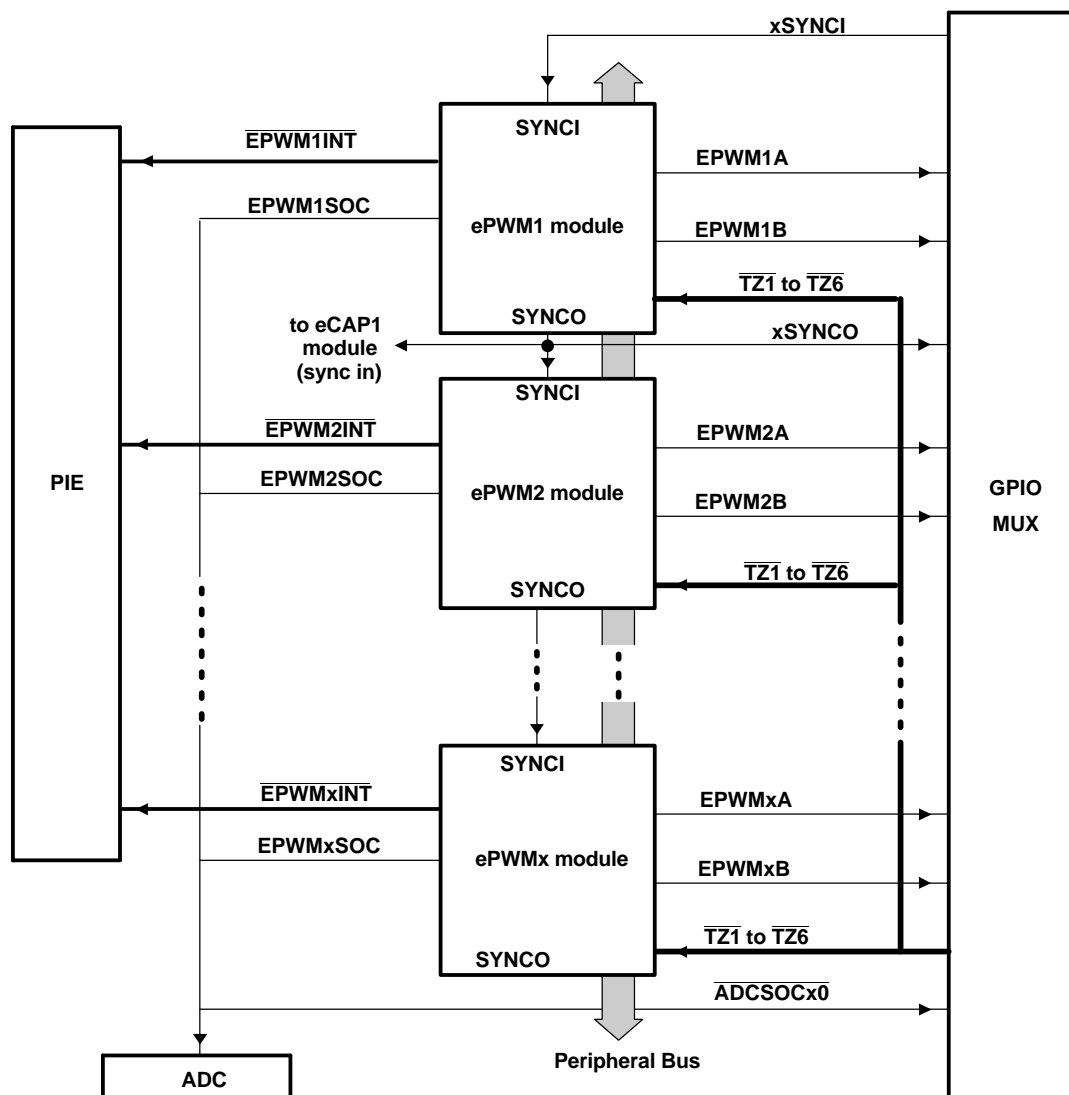 xSYNCI
SYNCI
EPWM1INT
EPWM1A
EPWM1SOC
ePWM1 module
EPWM1B
TZ1 to TZ6
SYNCO
to eCAP1
module
(sync in)
xSYNCO
SYNCI
EPWM2INT
EPWM2A
PIE
EPWM2SOC
ePWM2 module
EPWM2B
GPIO
MUX
TZ1 to TZ6
SYNCO
SYNCI
EPWMxINT
EPWMxA
EPWMxSOC
ePWMx module
EPWMxB
TZ1 to TZ6
SYNCO
ADCSOCx0
Peripheral Bus
ADC